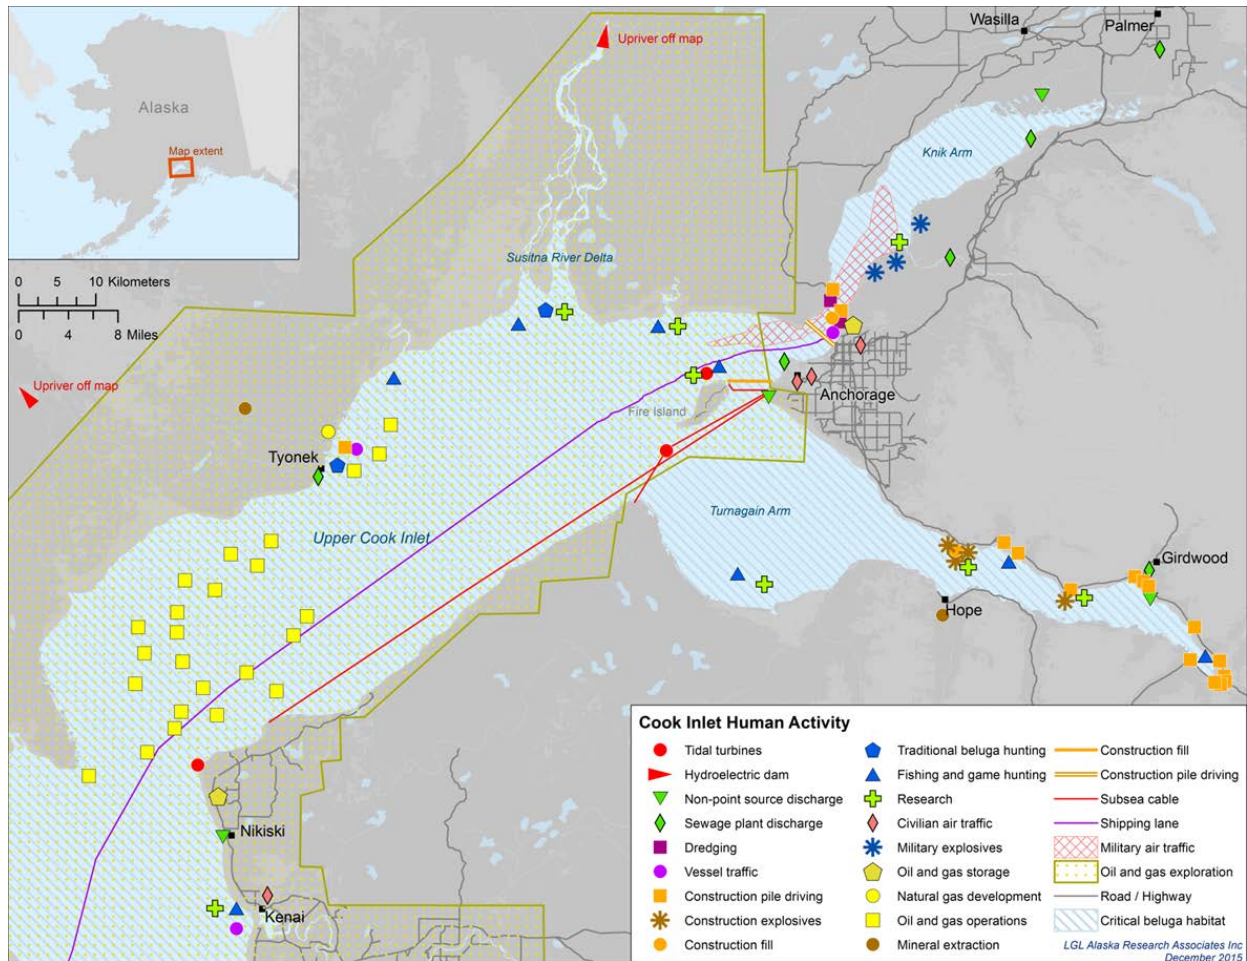 Alaska
Map extent
0 5 10 Kilometers
0 4 8 Miles
Upriver off map
Wasilla
Palmer
Knik Arm
Susitna River Delta
Upriver off map
Fire Island
Anchorage
Tyonek
Upper Cook Inlet
Turnagain Arm
Girdwood
Hope
Nikiski
Kenai
Cook Inlet Human Activity
Tidal turbines
Hydroelectric dam
Non-point source discharge
Sewage plant discharge
Dredging
Vessel traffic
Construction pile driving
Construction explosives
Construction fill
Traditional beluga hunting
Fishing and game hunting
Research
Civilian air traffic
Military explosives
Oil and gas storage
Natural gas development
Oil and gas operations
Mineral extraction
Construction fill
Construction pile driving
Subsea cable
Shipping lane
Military air traffic
Oil and gas exploration
Road / Highway
Critical beluga habitat
LGL Alaska Research Associates Inc
December 2015